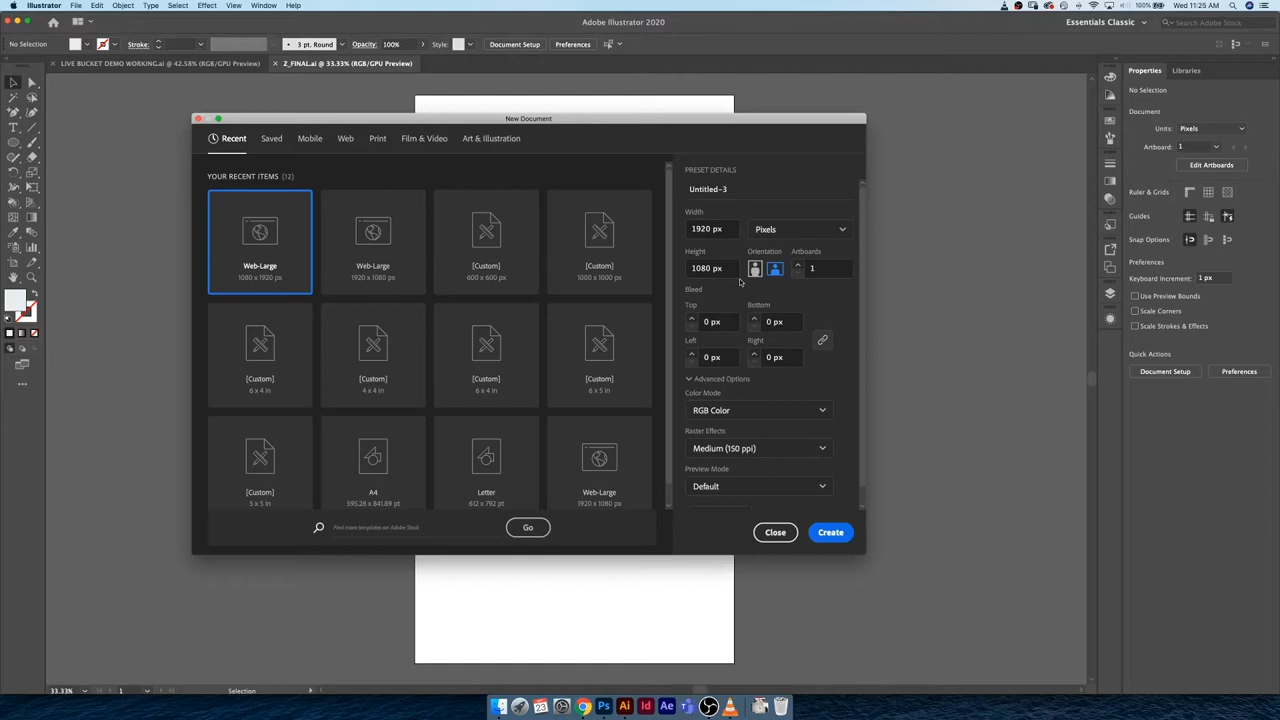 Illustrator File Edit Object Type Select Effect View Window Help
100% Wed 11:25 AM
Adobe Illustrator 2020
Essentials Classic
Search Adobe Stock
No Selection
Stroke:
3 pt. Round
Opacity: 100%
Style:
Document Setup
Preferences
LIVE BUCKET DEMO WORKING.ai @ 42.58% (RGB/GPU Preview)
Z_FINAL.ai @ 33.33% (RGB/GPU Preview)
New Document
Recent Saved Mobile Web Print Film & Video Art & Illustration
YOUR RECENT ITEMS (12)
Web-Large
1080 x 1920 px
Web-Large
1920 x 1080 px
[Custom]
600 x 600 px
[Custom]
1000 x 1000 px
[Custom]
6 x 4 in
[Custom]
4 x 4 in
[Custom]
6 x 4 in
[Custom]
6 x 5 in
[Custom]
5 x 5 in
A4
595.28 x 841.89 pt
Letter
612 x 792 pt
Web-Large
1920 x 1080 px
Find more templates on Adobe Stock
Go
PRESET DETAILS
Untitled-3
Width
1920 px
Pixels
Height
Orientation
Artboards
1080 px
1
Bleed
Top
Bottom
0 px
0 px
Left
Right
0 px
0 px
Advanced Options
Color Mode
RGB Color
Raster Effects
Medium (150 ppi)
Preview Mode
Default
Close
Create
Properties
Libraries
No Selection
Document
Units: Pixels
Artboard: 1
Edit Artboards
Ruler & Grids
Guides
Snap Options
Preferences
Keyboard Increment: 1 px
Use Preview Bounds
Scale Corners
Scale Strokes & Effects
Quick Actions
Document Setup
Preferences
33.33%
1
Selection
23
Ps
Ai
Id
Ae